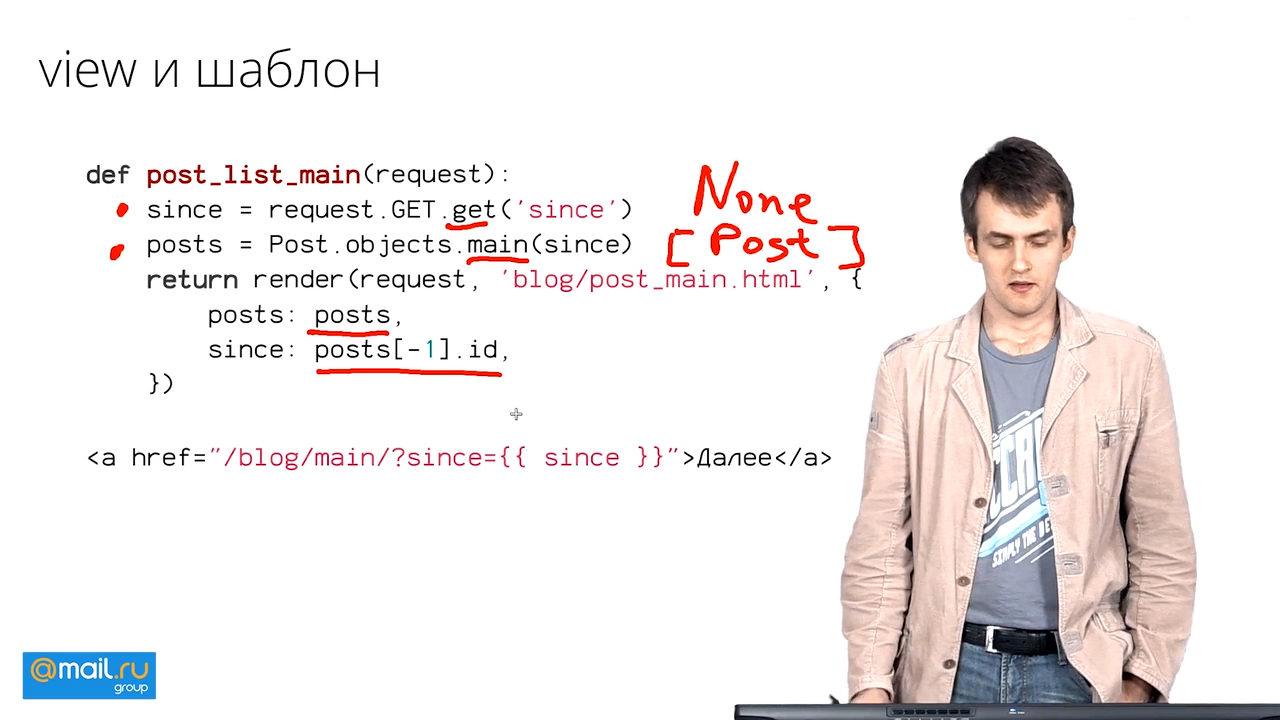 view и шаблон
def post_list_main(request):
since = request.GET.get('since')
None
posts = Post.objects.main(since)
[ Post ]
return render(request, 'blog/post_main.html', {
posts: posts,
since: posts[-1].id,
})
<a href="/blog/main/?since={{ since }}">Далее</a>
SIMPLY THE
@mail.ru
group